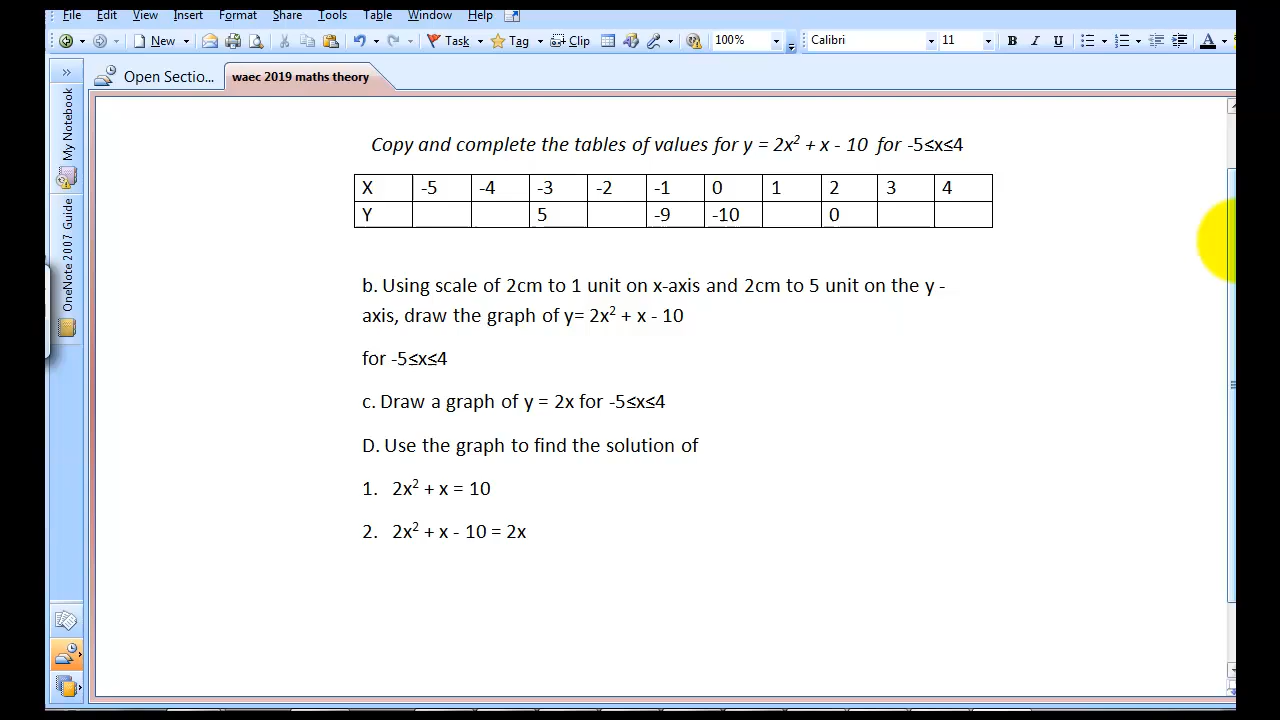 File Edit View Insert Format Share Tools Table Window Help
New Task Tag Clip 100% Calibri 11 B I U A
Open Sectio... waec 2019 maths theory
My Notebook
OneNote 2007 Guide
Copy and complete the tables of values for y = 2x² + x - 10 for -5≤x≤4
X -5 -4 -3 -2 -1 0 1 2 3 4
Y 5 -9 -10 0
b. Using scale of 2cm to 1 unit on x-axis and 2cm to 5 unit on the y -
axis, draw the graph of y= 2x² + x - 10
for -5≤x≤4
c. Draw a graph of y = 2x for -5≤x≤4
D. Use the graph to find the solution of
1. 2x² + x = 10
2. 2x² + x - 10 = 2x